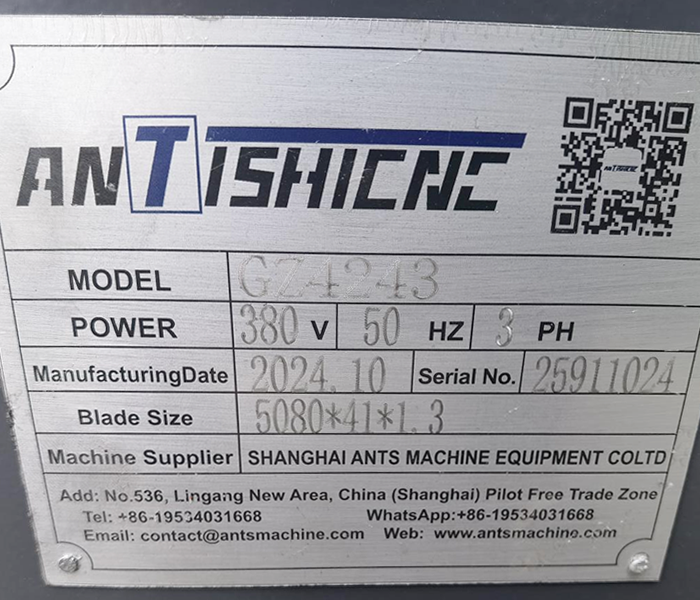 ANTISHICNC
ANTISHICNC
MODEL GZ4243
POWER 380 V 50 HZ 3 PH
ManufacturingDate 2024.10 Serial No. 25911024
Blade Size 5080*41*1.3
Machine Supplier SHANGHAI ANTS MACHINE EQUIPMENT COLTD
Add: No.536, Lingang New Area, China (Shanghai) Pilot Free Trade Zone
Tel: +86-19534031668 WhatsApp:+86-19534031668
Email: contact@antsmachine.com Web: www.antsmachine.com